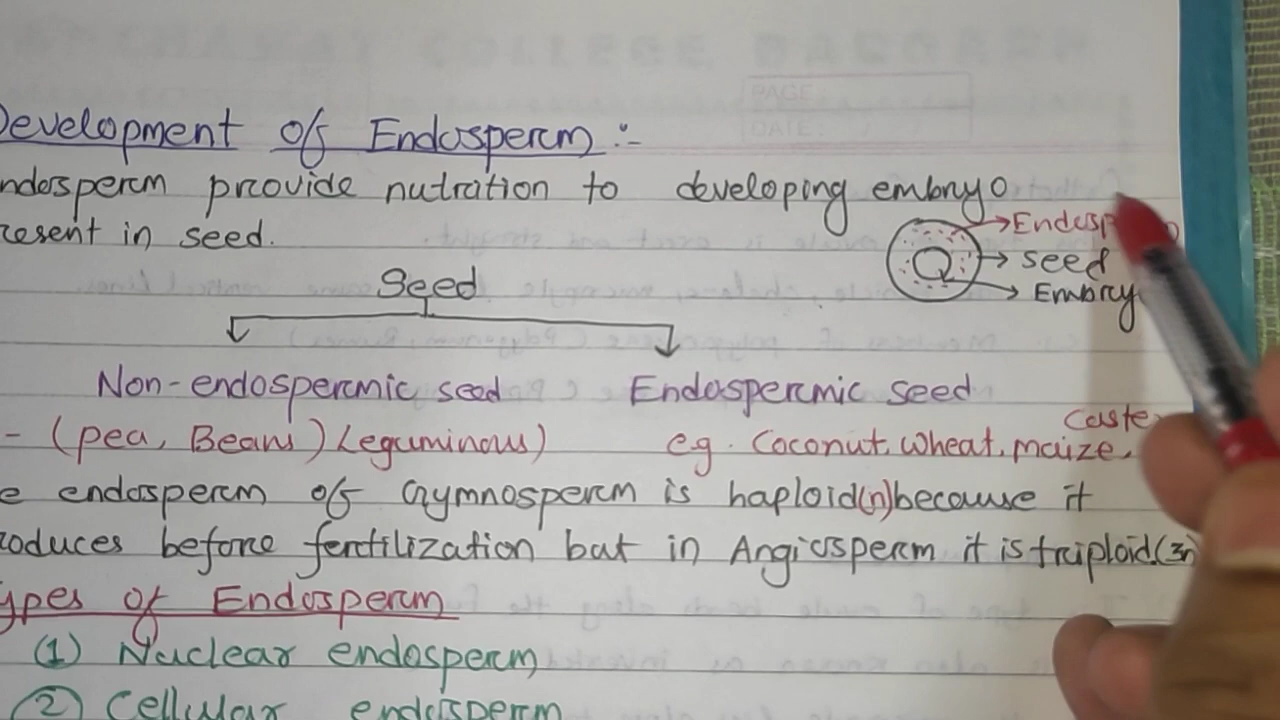 PAGE
DATE
Development of Endosperm :-
ndosperm provide nutrition to developing embryo
resent in seed.
→ Endosp
→ seed
→ Embry
Seed
Non-endospermic seed Endospermic seed
- (pea, Beans) Leguminous) eg. Coconut, wheat, maize,
Caste
e endosperm of Gymnosperm is haploid(n) because it
roduces before fertilization but in Angiosperm it is triploid(3n)
ypes of Endosperm
(1) Nuclear endosperm
(2) Cellular endosperm